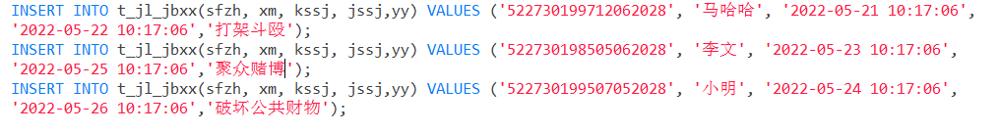 INSERT INTO t_jl_jbxx(sfzh, xm, kssj, jssj,yy) VALUES ('522730199712062028', '马哈哈', '2022-05-21 10:17:06',
'2022-05-22 10:17:06','打架斗殴');
INSERT INTO t_jl_jbxx(sfzh, xm, kssj, jssj,yy) VALUES ('522730198505062028', '李文', '2022-05-23 10:17:06',
'2022-05-25 10:17:06','聚众赌博');
INSERT INTO t_jl_jbxx(sfzh, xm, kssj, jssj,yy) VALUES ('522730199507052028', '小明', '2022-05-24 10:17:06',
'2022-05-26 10:17:06','破坏公共财物');